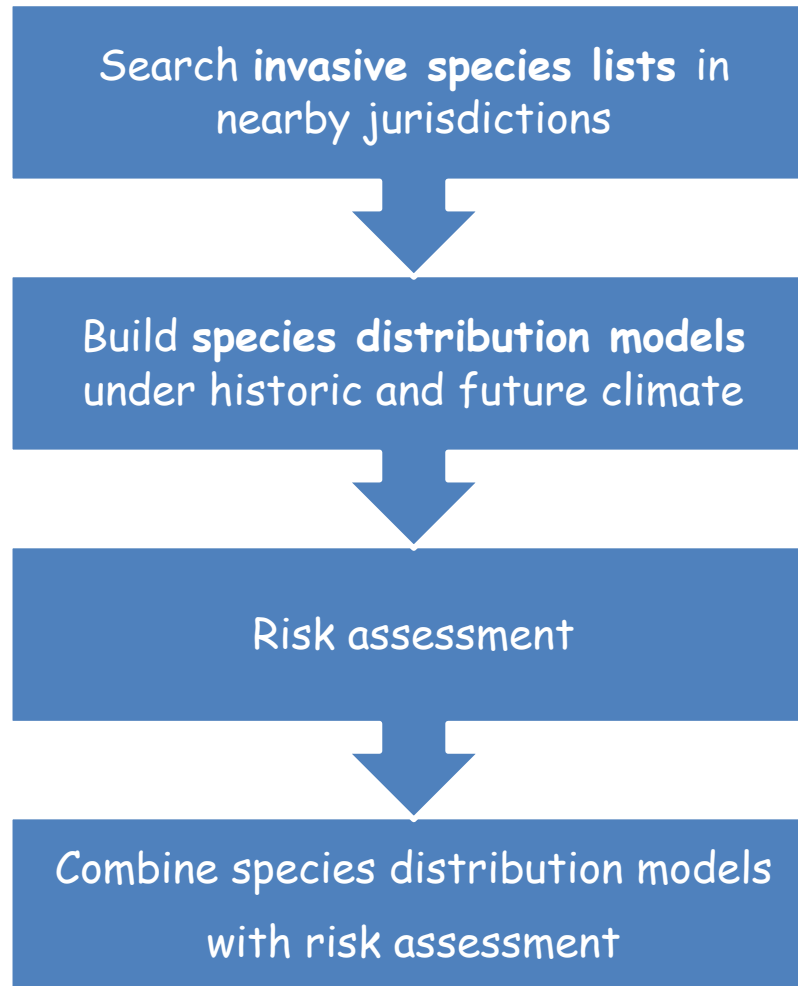 Search invasive species lists in
nearby jurisdictions
Build species distribution models
under historic and future climate
Risk assessment
Combine species distribution models
with risk assessment